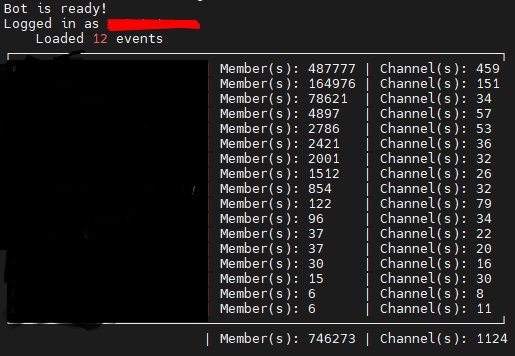 Bot is ready!
Logged in as
Loaded 12 events
| Member(s): 487777 | Channel(s): 459
| Member(s): 164976 | Channel(s): 151
| Member(s): 78621 | Channel(s): 34
| Member(s): 4897 | Channel(s): 57
| Member(s): 2786 | Channel(s): 53
| Member(s): 2421 | Channel(s): 36
| Member(s): 2001 | Channel(s): 32
| Member(s): 1512 | Channel(s): 26
| Member(s): 854 | Channel(s): 32
| Member(s): 122 | Channel(s): 79
| Member(s): 96 | Channel(s): 34
| Member(s): 37 | Channel(s): 22
| Member(s): 37 | Channel(s): 20
| Member(s): 30 | Channel(s): 16
| Member(s): 15 | Channel(s): 30
| Member(s): 6 | Channel(s): 8
| Member(s): 6 | Channel(s): 11
| Member(s): 746273 | Channel(s): 1124